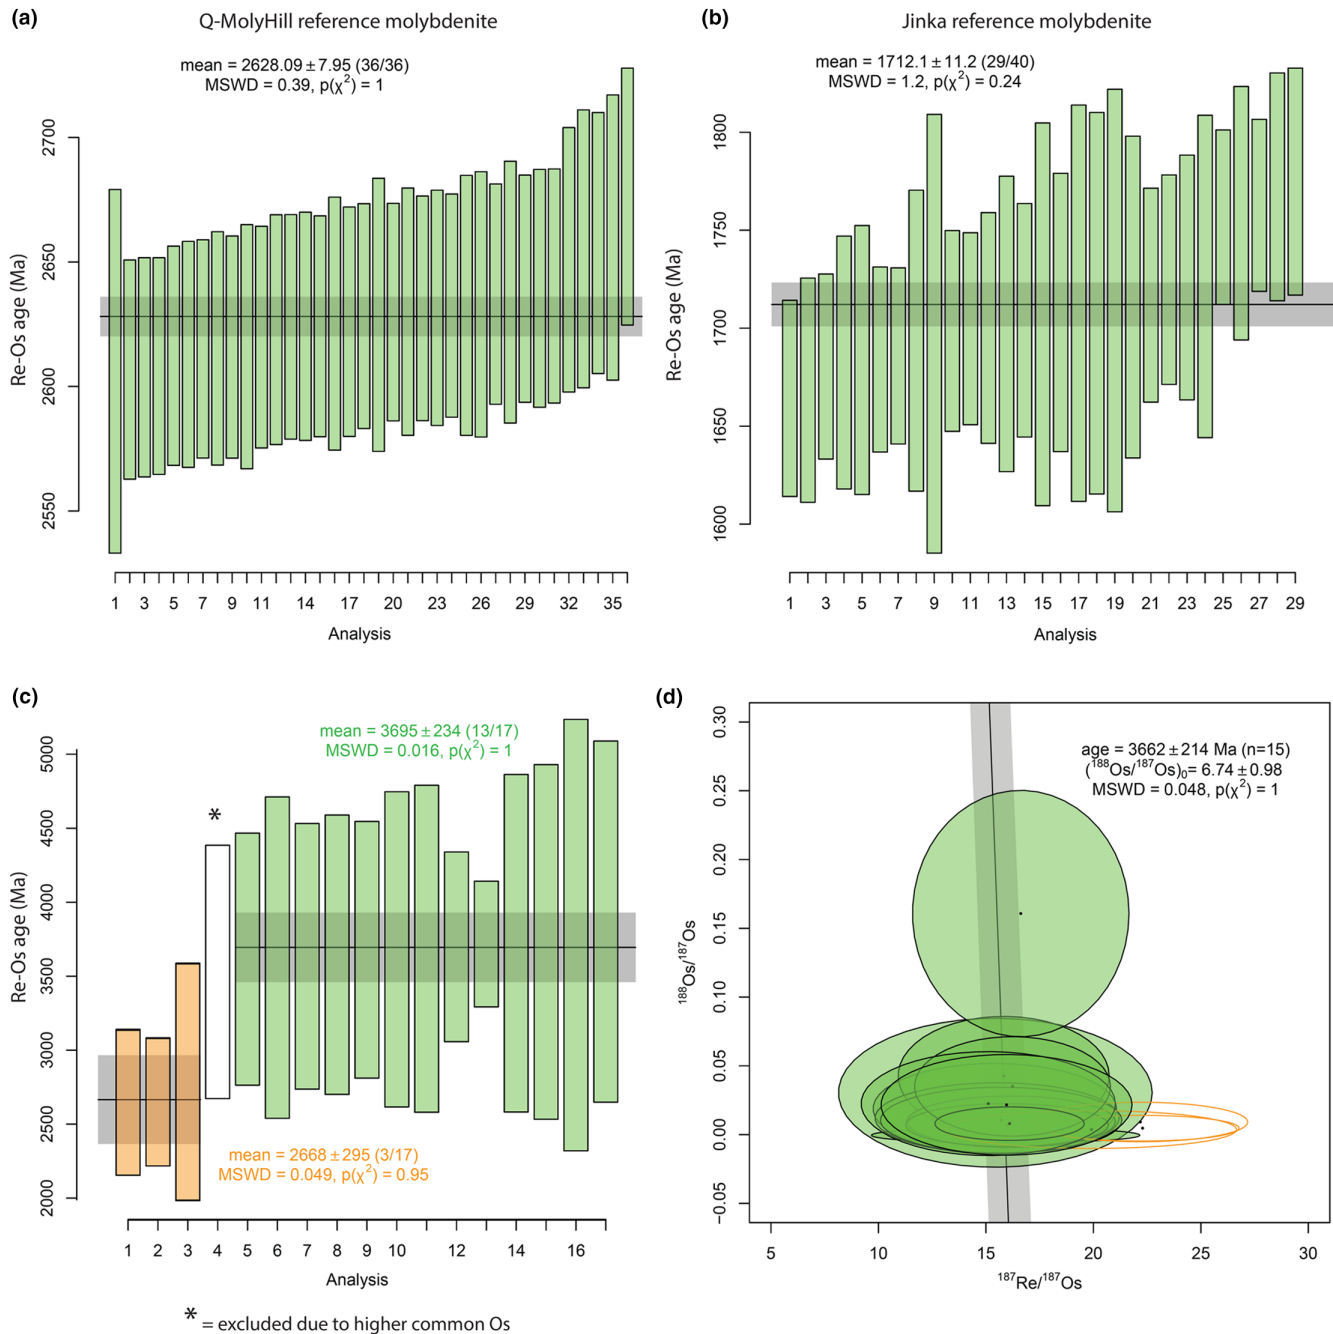 (a)
Q-MolyHill reference molybdenite
mean = 2628.09 ± 7.95 (36/36)
MSWD = 0.39, p(χ²) = 1
Re-Os age (Ma)
2700
2650
2600
2550
1 3 5 7 9 11 14 17 20 23 26 29 32 35
Analysis
(b)
Jinka reference molybdenite
mean = 1712.1 ± 11.2 (29/40)
MSWD = 1.2, p(χ²) = 0.24
Re-Os age (Ma)
1800
1750
1700
1650
1600
1 3 5 7 9 11 13 15 17 19 21 23 25 27 29
Analysis
(c)
mean = 3695 ± 234 (13/17)
MSWD = 0.016, p(χ²) = 1
*
Re-Os age (Ma)
5000
4500
4000
3500
3000
2500
2000
mean = 2668 ± 295 (3/17)
MSWD = 0.049, p(χ²) = 0.95
1 2 3 4 5 6 7 8 9 10 12 14 16
Analysis
* = excluded due to higher common Os
(d)
age = 3662 ± 214 Ma (n=15)
(¹⁸⁸Os/¹⁸⁷Os)₀= 6.74 ± 0.98
MSWD = 0.048, p(χ²) = 1
¹⁸⁸Os/¹⁸⁷Os
0.30
0.25
0.20
0.15
0.10
0.05
0.00
−0.05
5 10 15 20 25 30
¹⁸⁷Re/¹⁸⁷Os